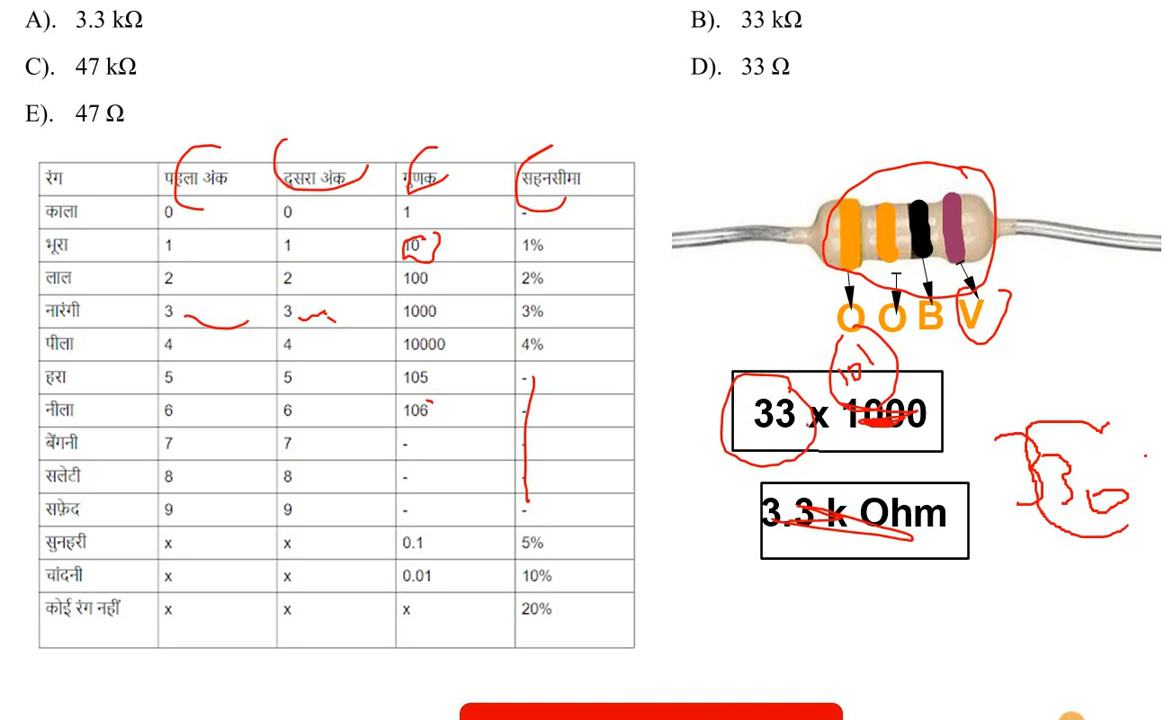 A). 3.3 kΩ
B). 33 kΩ
C). 47 kΩ
D). 33 Ω
E). 47 Ω
रंग पहला अंक दूसरा अंक गुणक सहनसीमा
काला 0 0 1 -
भूरा 1 1 10 1%
लाल 2 2 100 2%
नारंगी 3 3 1000 3%
पीला 4 4 10000 4%
हरा 5 5 105 -
नीला 6 6 106 -
बेंगनी 7 7 - -
सलेटी 8 8 - -
सफ़ेद 9 9 - -
सुनहरी x x 0.1 5%
चांदनी x x 0.01 10%
कोई रंग नहीं x x x 20%
O O B V
33 x 1000
3.3 k Ohm